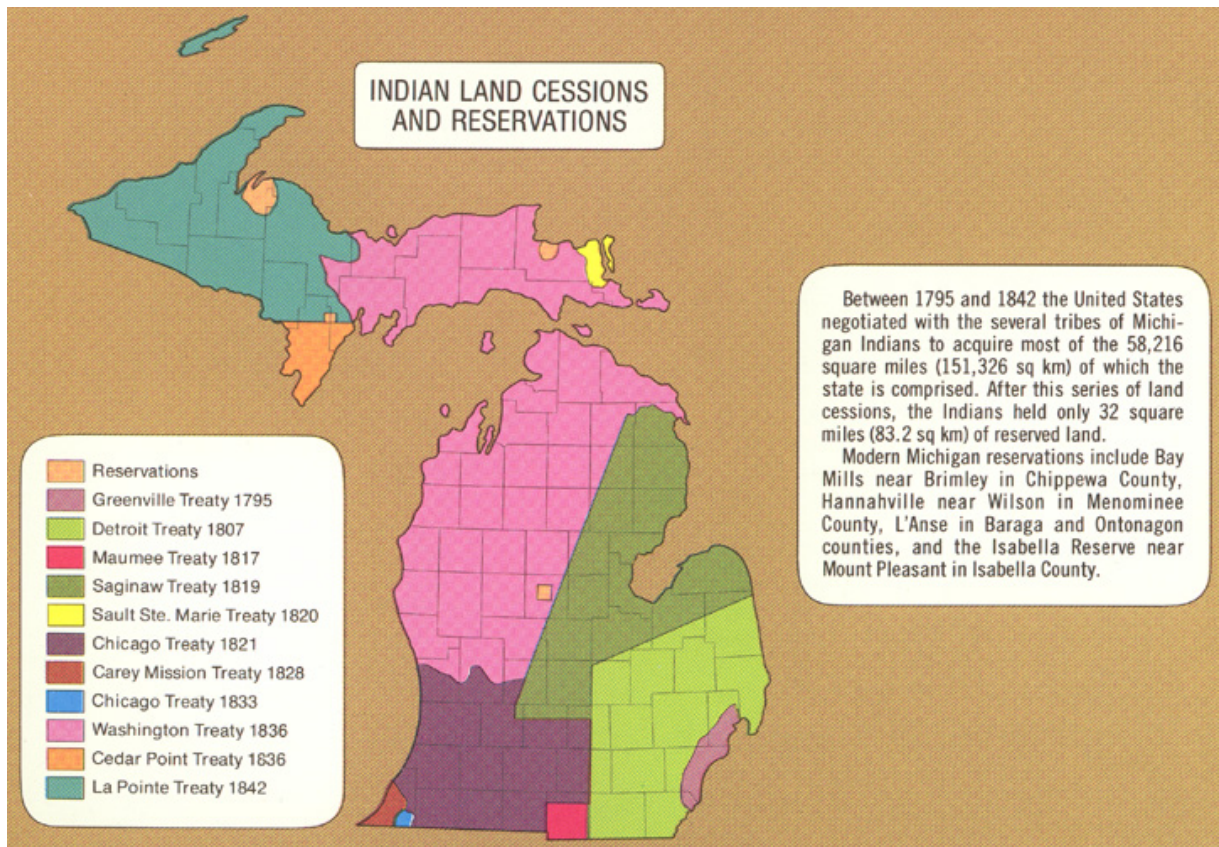 INDIAN LAND CESSIONS
AND RESERVATIONS
Between 1795 and 1842 the United States
negotiated with the several tribes of Michi-
gan Indians to acquire most of the 58,216
square miles (151,326 sq km) of which the
state is comprised. After this series of land
cessions, the Indians held only 32 square
miles (83.2 sq km) of reserved land.
Modern Michigan reservations include Bay
Mills near Brimley in Chippewa County,
Hannahville near Wilson in Menominee
County, L'Anse in Baraga and Ontonagon
counties, and the Isabella Reserve near
Mount Pleasant in Isabella County.
Reservations
Greenville Treaty 1795
Detroit Treaty 1807
Maumee Treaty 1817
Saginaw Treaty 1819
Sault Ste. Marie Treaty 1820
Chicago Treaty 1821
Carey Mission Treaty 1828
Chicago Treaty 1833
Washington Treaty 1836
Cedar Point Treaty 1836
La Pointe Treaty 1842